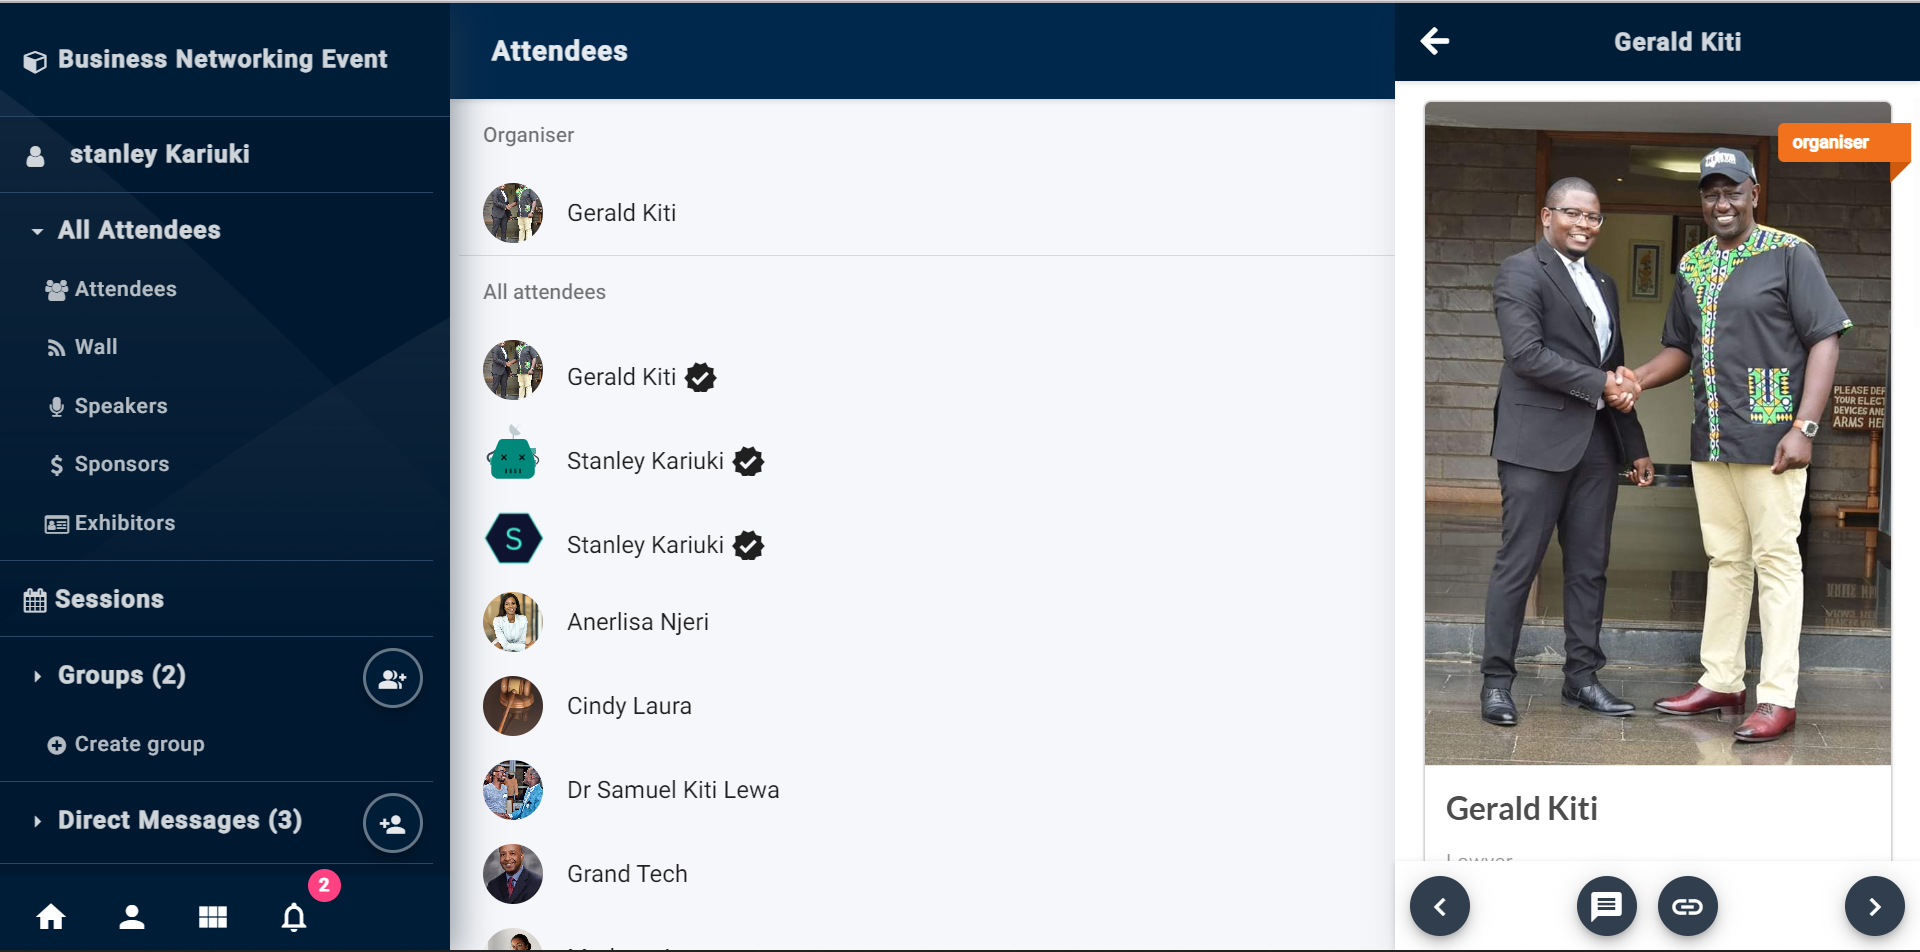 Business Networking Event
stanley Kariuki
All Attendees
Attendees
Wall
Speakers
Sponsors
Exhibitors
Sessions
Groups (2)
Create group
Direct Messages (3)
2
Attendees
Organiser
Gerald Kiti
All attendees
Gerald Kiti
Stanley Kariuki
S
Stanley Kariuki
Anerlisa Njeri
Cindy Laura
Dr Samuel Kiti Lewa
Grand Tech
Gerald Kiti
organiser
PLEASE DEP
YOUR ELECT
DEVICES AND
ARMS HE
Gerald Kiti
Lawyer